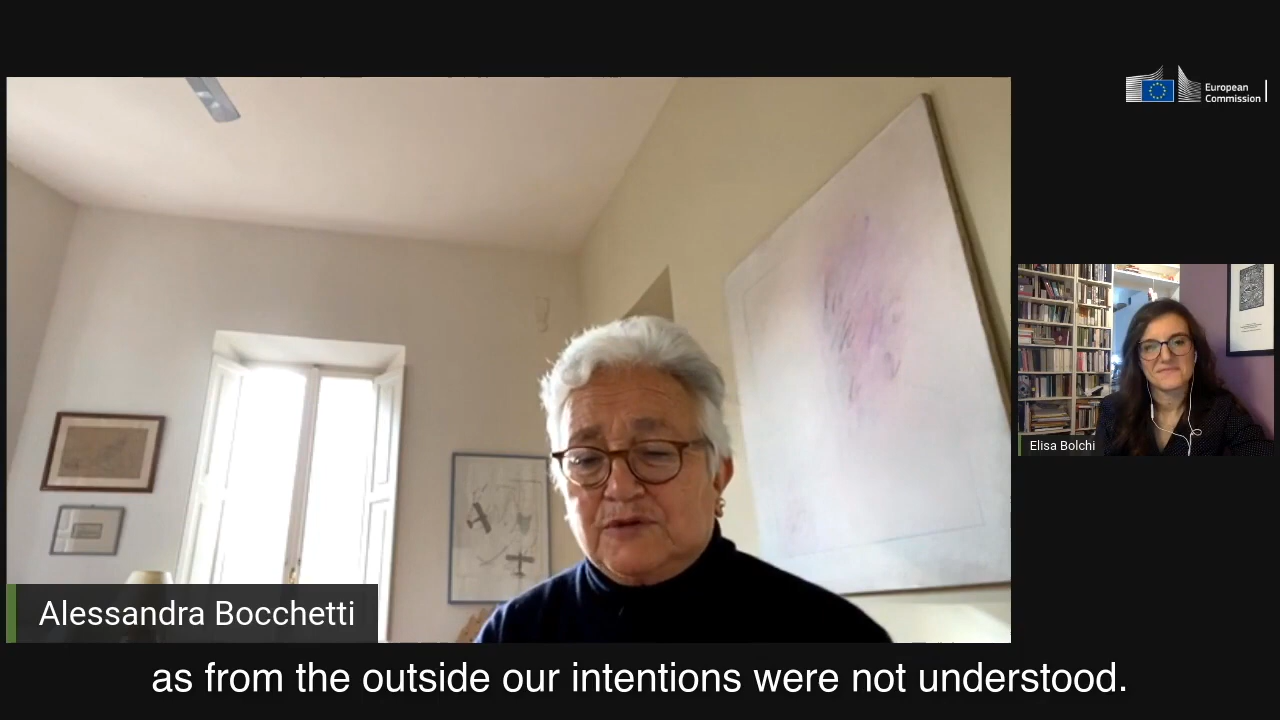 European
Commission
Elisa Bolchi
Alessandra Bocchetti
as from the outside our intentions were not understood.